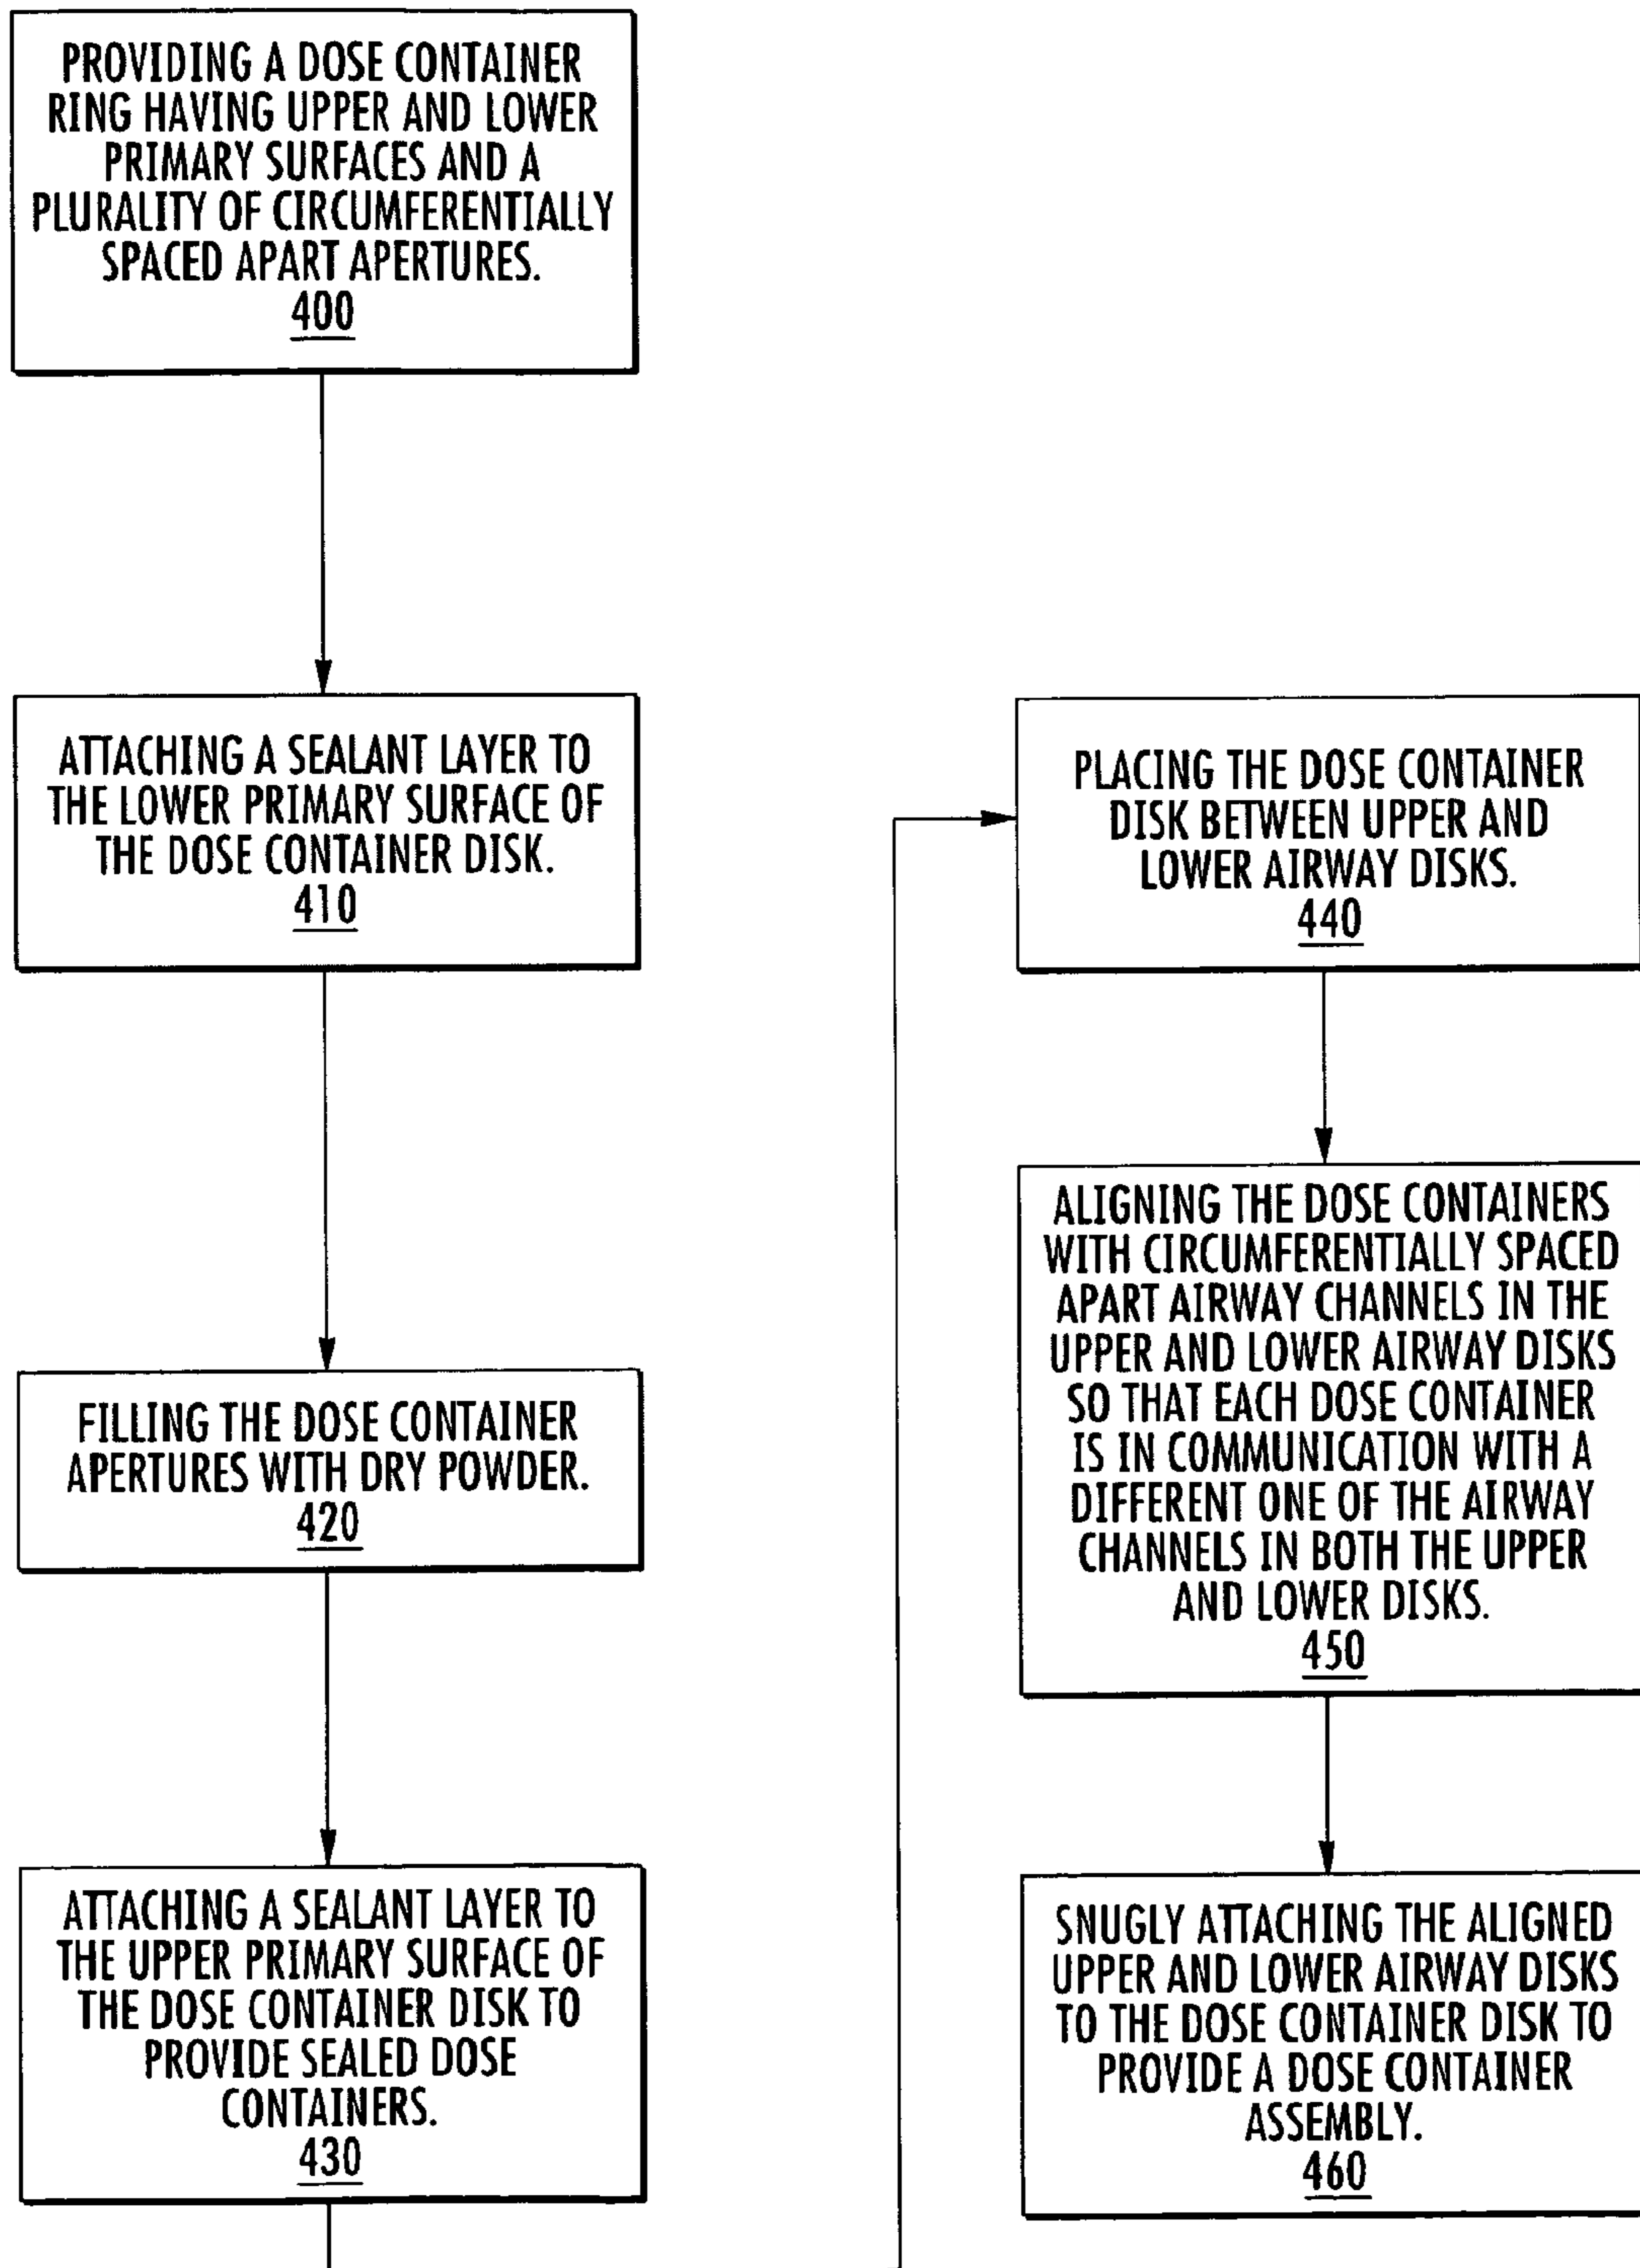 PROVIDING A DOSE CONTAINER
RING HAVING UPPER AND LOWER
PRIMARY SURFACES AND A
PLURALITY OF CIRCUMFERENTIALLY
SPACED APART APERTURES.
400
ATTACHING A SEALANT LAYER TO
THE LOWER PRIMARY SURFACE OF
THE DOSE CONTAINER DISK.
410
FILLING THE DOSE CONTAINER
APERTURES WITH DRY POWDER.
420
ATTACHING A SEALANT LAYER TO
THE UPPER PRIMARY SURFACE OF
THE DOSE CONTAINER DISK TO
PROVIDE SEALED DOSE
CONTAINERS.
430
PLACING THE DOSE CONTAINER
DISK BETWEEN UPPER AND
LOWER AIRWAY DISKS.
440
ALIGNING THE DOSE CONTAINERS
WITH CIRCUMFERENTIALLY SPACED
APART AIRWAY CHANNELS IN THE
UPPER AND LOWER AIRWAY DISKS
SO THAT EACH DOSE CONTAINER
IS IN COMMUNICATION WITH A
DIFFERENT ONE OF THE AIRWAY
CHANNELS IN BOTH THE UPPER
AND LOWER DISKS.
450
SNUGLY ATTACHING THE ALIGNED
UPPER AND LOWER AIRWAY DISKS
TO THE DOSE CONTAINER DISK TO
PROVIDE A DOSE CONTAINER
ASSEMBLY.
460